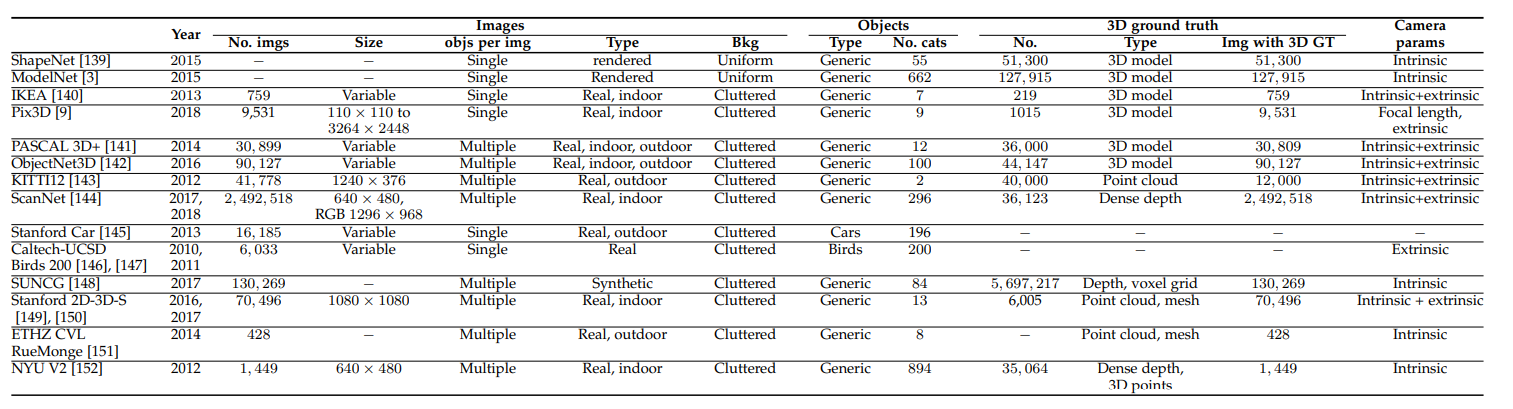 Images Objects 3D ground truth Camera
Year No. imgs Size objs per img Type Bkg Type No. cats No. Type Img with 3D GT params
ShapeNet [139] 2015 − − Single rendered Uniform Generic 55 51, 300 3D model 51, 300 Intrinsic
ModelNet [3] 2015 − − Single Rendered Uniform Generic 662 127, 915 3D model 127, 915 Intrinsic
IKEA [140] 2013 759 Variable Single Real, indoor Cluttered Generic 7 219 3D model 759 Intrinsic+extrinsic
Pix3D [9] 2018 9,531 110 × 110 to Single Real, indoor Cluttered Generic 9 1015 3D model 9, 531 Focal length,
3264 × 2448 extrinsic
PASCAL 3D+ [141] 2014 30, 899 Variable Multiple Real, indoor, outdoor Cluttered Generic 12 36, 000 3D model 30, 809 Intrinsic+extrinsic
ObjectNet3D [142] 2016 90, 127 Variable Multiple Real, indoor, outdoor Cluttered Generic 100 44, 147 3D model 90, 127 Intrinsic+extrinsic
KITTI12 [143] 2012 41, 778 1240 × 376 Multiple Real, outdoor Cluttered Generic 2 40, 000 Point cloud 12, 000 Intrinsic+extrinsic
ScanNet [144] 2017, 2, 492, 518 640 × 480, Multiple Real, indoor Cluttered Generic 296 36, 123 Dense depth 2, 492, 518 Intrinsic+extrinsic
2018 RGB 1296 × 968
Stanford Car [145] 2013 16, 185 Variable Single Real, outdoor Cluttered Cars 196 − − − −
Caltech-UCSD 2010, 6, 033 Variable Single Real Cluttered Birds 200 − − − Extrinsic
Birds 200 [146], [147] 2011
SUNCG [148] 2017 130, 269 − Multiple Synthetic Cluttered Generic 84 5, 697, 217 Depth, voxel grid 130, 269 Intrinsic
Stanford 2D-3D-S 2016, 70, 496 1080 × 1080 Multiple Real, indoor Cluttered Generic 13 6,005 Point cloud, mesh 70, 496 Intrinsic + extrinsic
[149], [150] 2017
ETHZ CVL 2014 428 − Multiple Real, outdoor Cluttered Generic 8 − Point cloud, mesh 428 Intrinsic
RueMonge [151]
NYU V2 [152] 2012 1, 449 640 × 480 Multiple Real, indoor Cluttered Generic 894 35, 064 Dense depth, 1, 449 Intrinsic
3D points